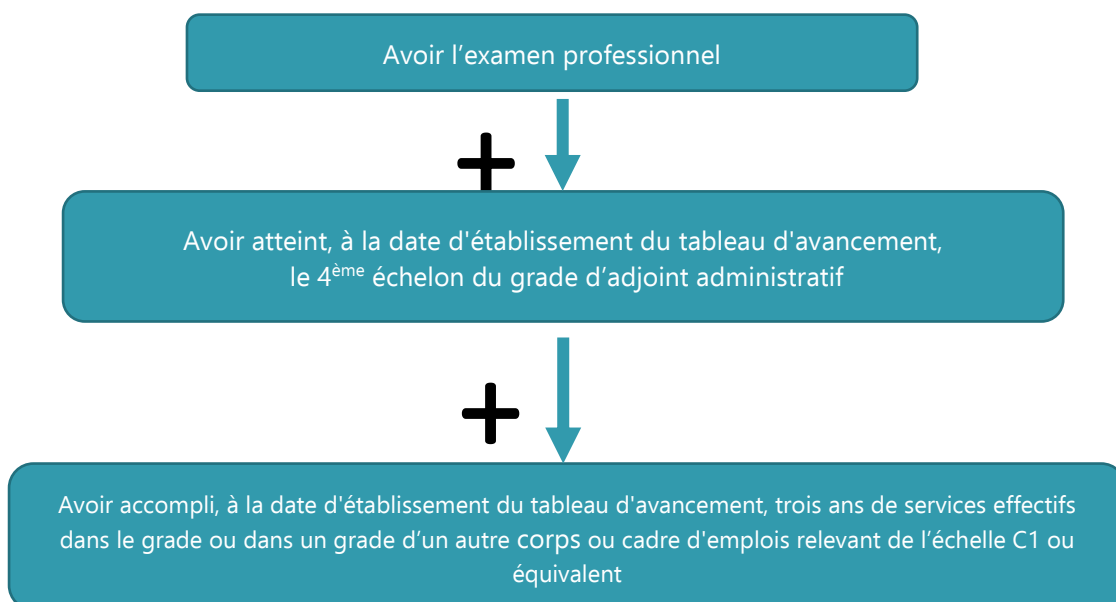 Avoir l’examen professionnel
Avoir atteint, à la date d'établissement du tableau d'avancement,
le 4ème échelon du grade d’adjoint administratif
Avoir accompli, à la date d'établissement du tableau d'avancement, trois ans de services effectifs
dans le grade ou dans un grade d’un autre corps ou cadre d'emplois relevant de l’échelle C1 ou
équivalent